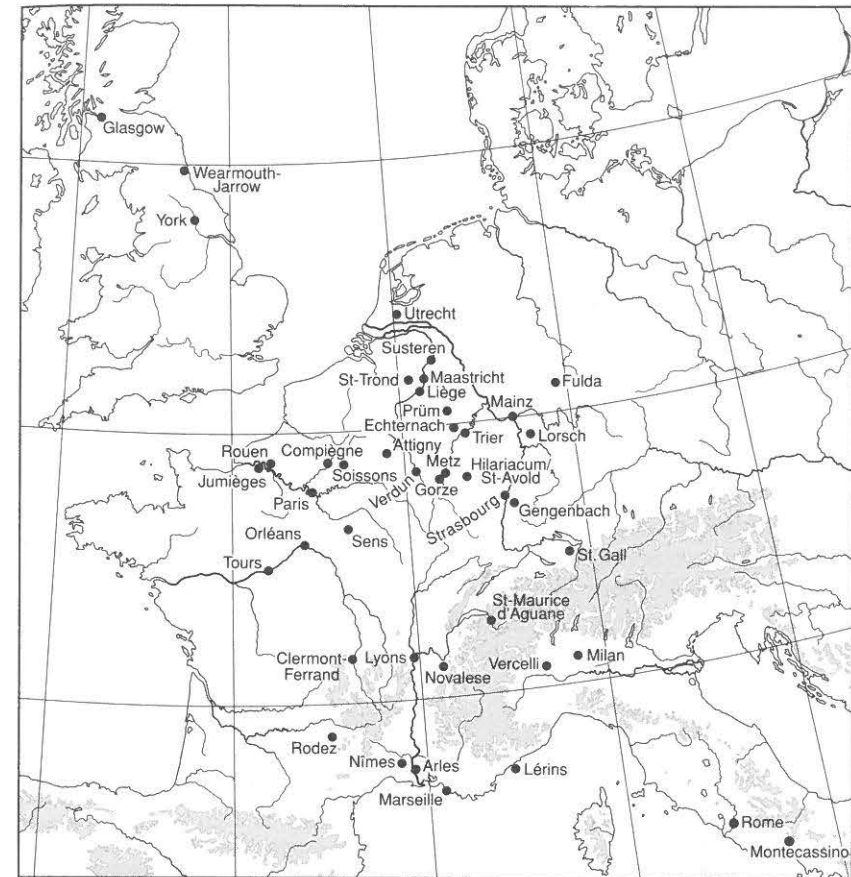 Glasgow
Wearmouth-
Jarrow
York
Utrecht
Susteren
St-Trond
Maastricht
Liège
Fulda
Prüm
Mainz
Echternach
Trier
Lorsch
Attigny
Rouen
Compiègne
Jumièges
Soissons
Metz
Hilariacum/
St-Avold
Verdun
Gorze
Paris
Strasbourg
Gengenbach
Orléans
Sens
Tours
St. Gall
St-Maurice
d'Aguane
Clermont-
Ferrand
Lyons
Novalese
Vercelli
Milan
Rodez
Nîmes
Arles
Lérins
Marseille
Rome
Montecassino